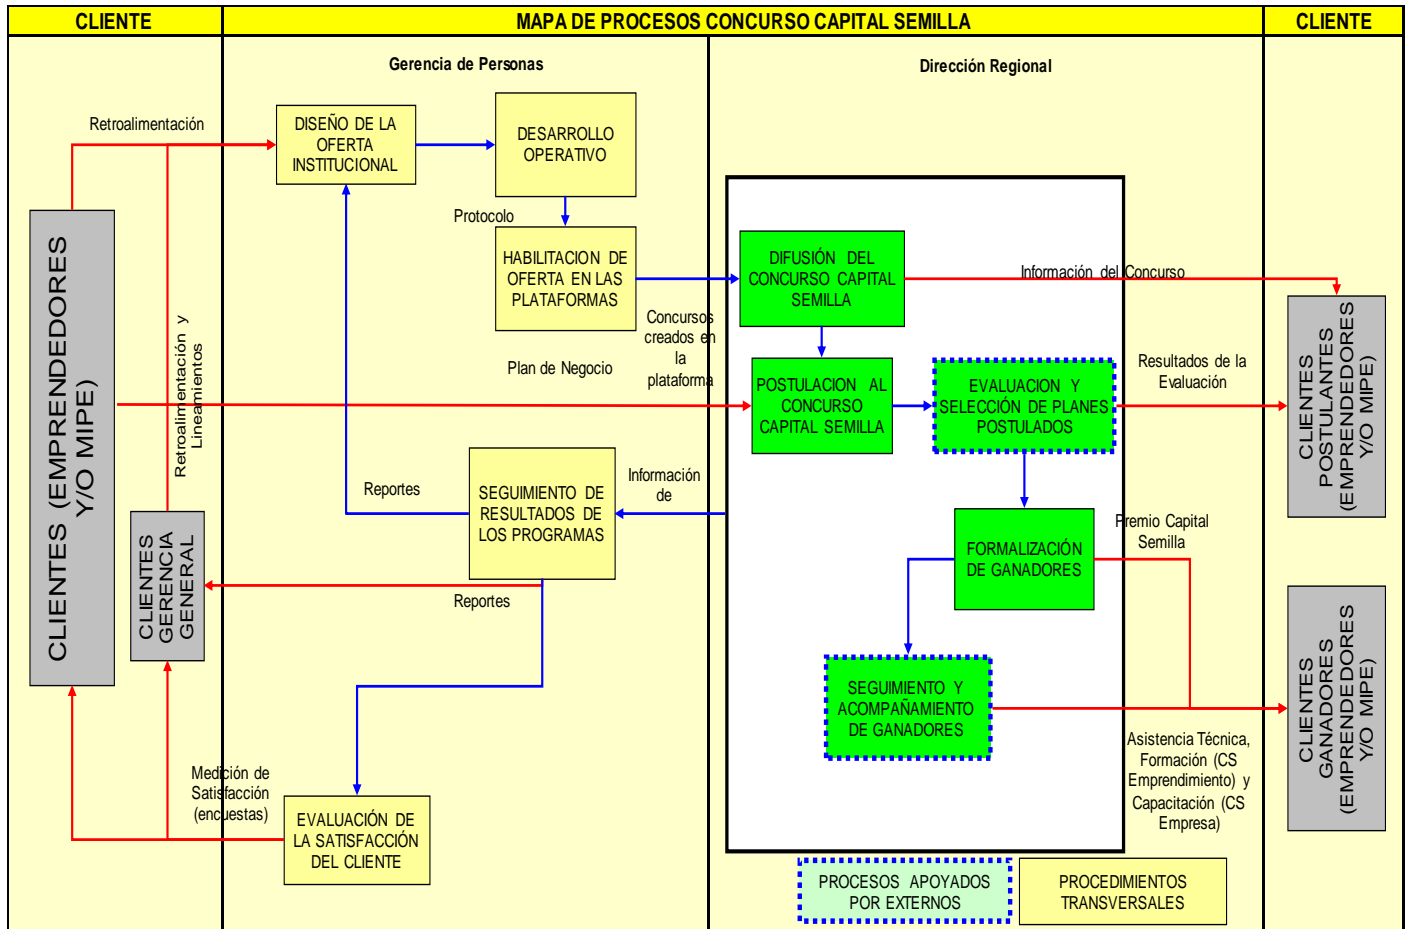 CLIENTE
MAPA DE PROCESOS CONCURSO CAPITAL SEMILLA
CLIENTE
Gerencia de Personas
Dirección Regional
Retroalimentación
DISEÑO DE LA
OFERTA
INSTITUCIONAL
DESARROLLO
OPERATIVO
Protocolo
HABILITACION DE
OFERTA EN LAS
PLATAFORMAS
DIFUSIÓN DEL
CONCURSO CAPITAL
SEMILLA
Información del Concurso
Concursos
creados en
la
plataforma
Plan de Negocio
POSTULACION AL
CONCURSO
CAPITAL SEMILLA
EVALUACION Y
SELECCIÓN DE PLANES
POSTULADOS
Resultados de la
Evaluación
CLIENTES
POSTULANTES
(EMPRENDEDORES
Y/O MIPE)
CLIENTES (EMPRENDEDORES
Y/O MIPE)
Retroalimentación y
Lineamientos
CLIENTES
GERENCIA
GENERAL
Reportes
SEGUIMIENTO DE
RESULTADOS DE
LOS PROGRAMAS
Información
de
Reportes
FORMALIZACIÓN
DE GANADORES
Premio Capital
Semilla
CLIENTES
GANADORES
(EMPRENDEDORES
Y/O MIPE)
SEGUIMIENTO Y
ACOMPAÑAMIENTO
DE GANADORES
Asistencia Técnica,
Formación (CS
Emprendimiento) y
Capacitación (CS
Empresa)
Medición de
Satisfacción
(encuestas)
EVALUACIÓN DE
LA SATISFACCIÓN
DEL CLIENTE
PROCESOS APOYADOS
POR EXTERNOS
PROCEDIMIENTOS
TRANSVERSALES